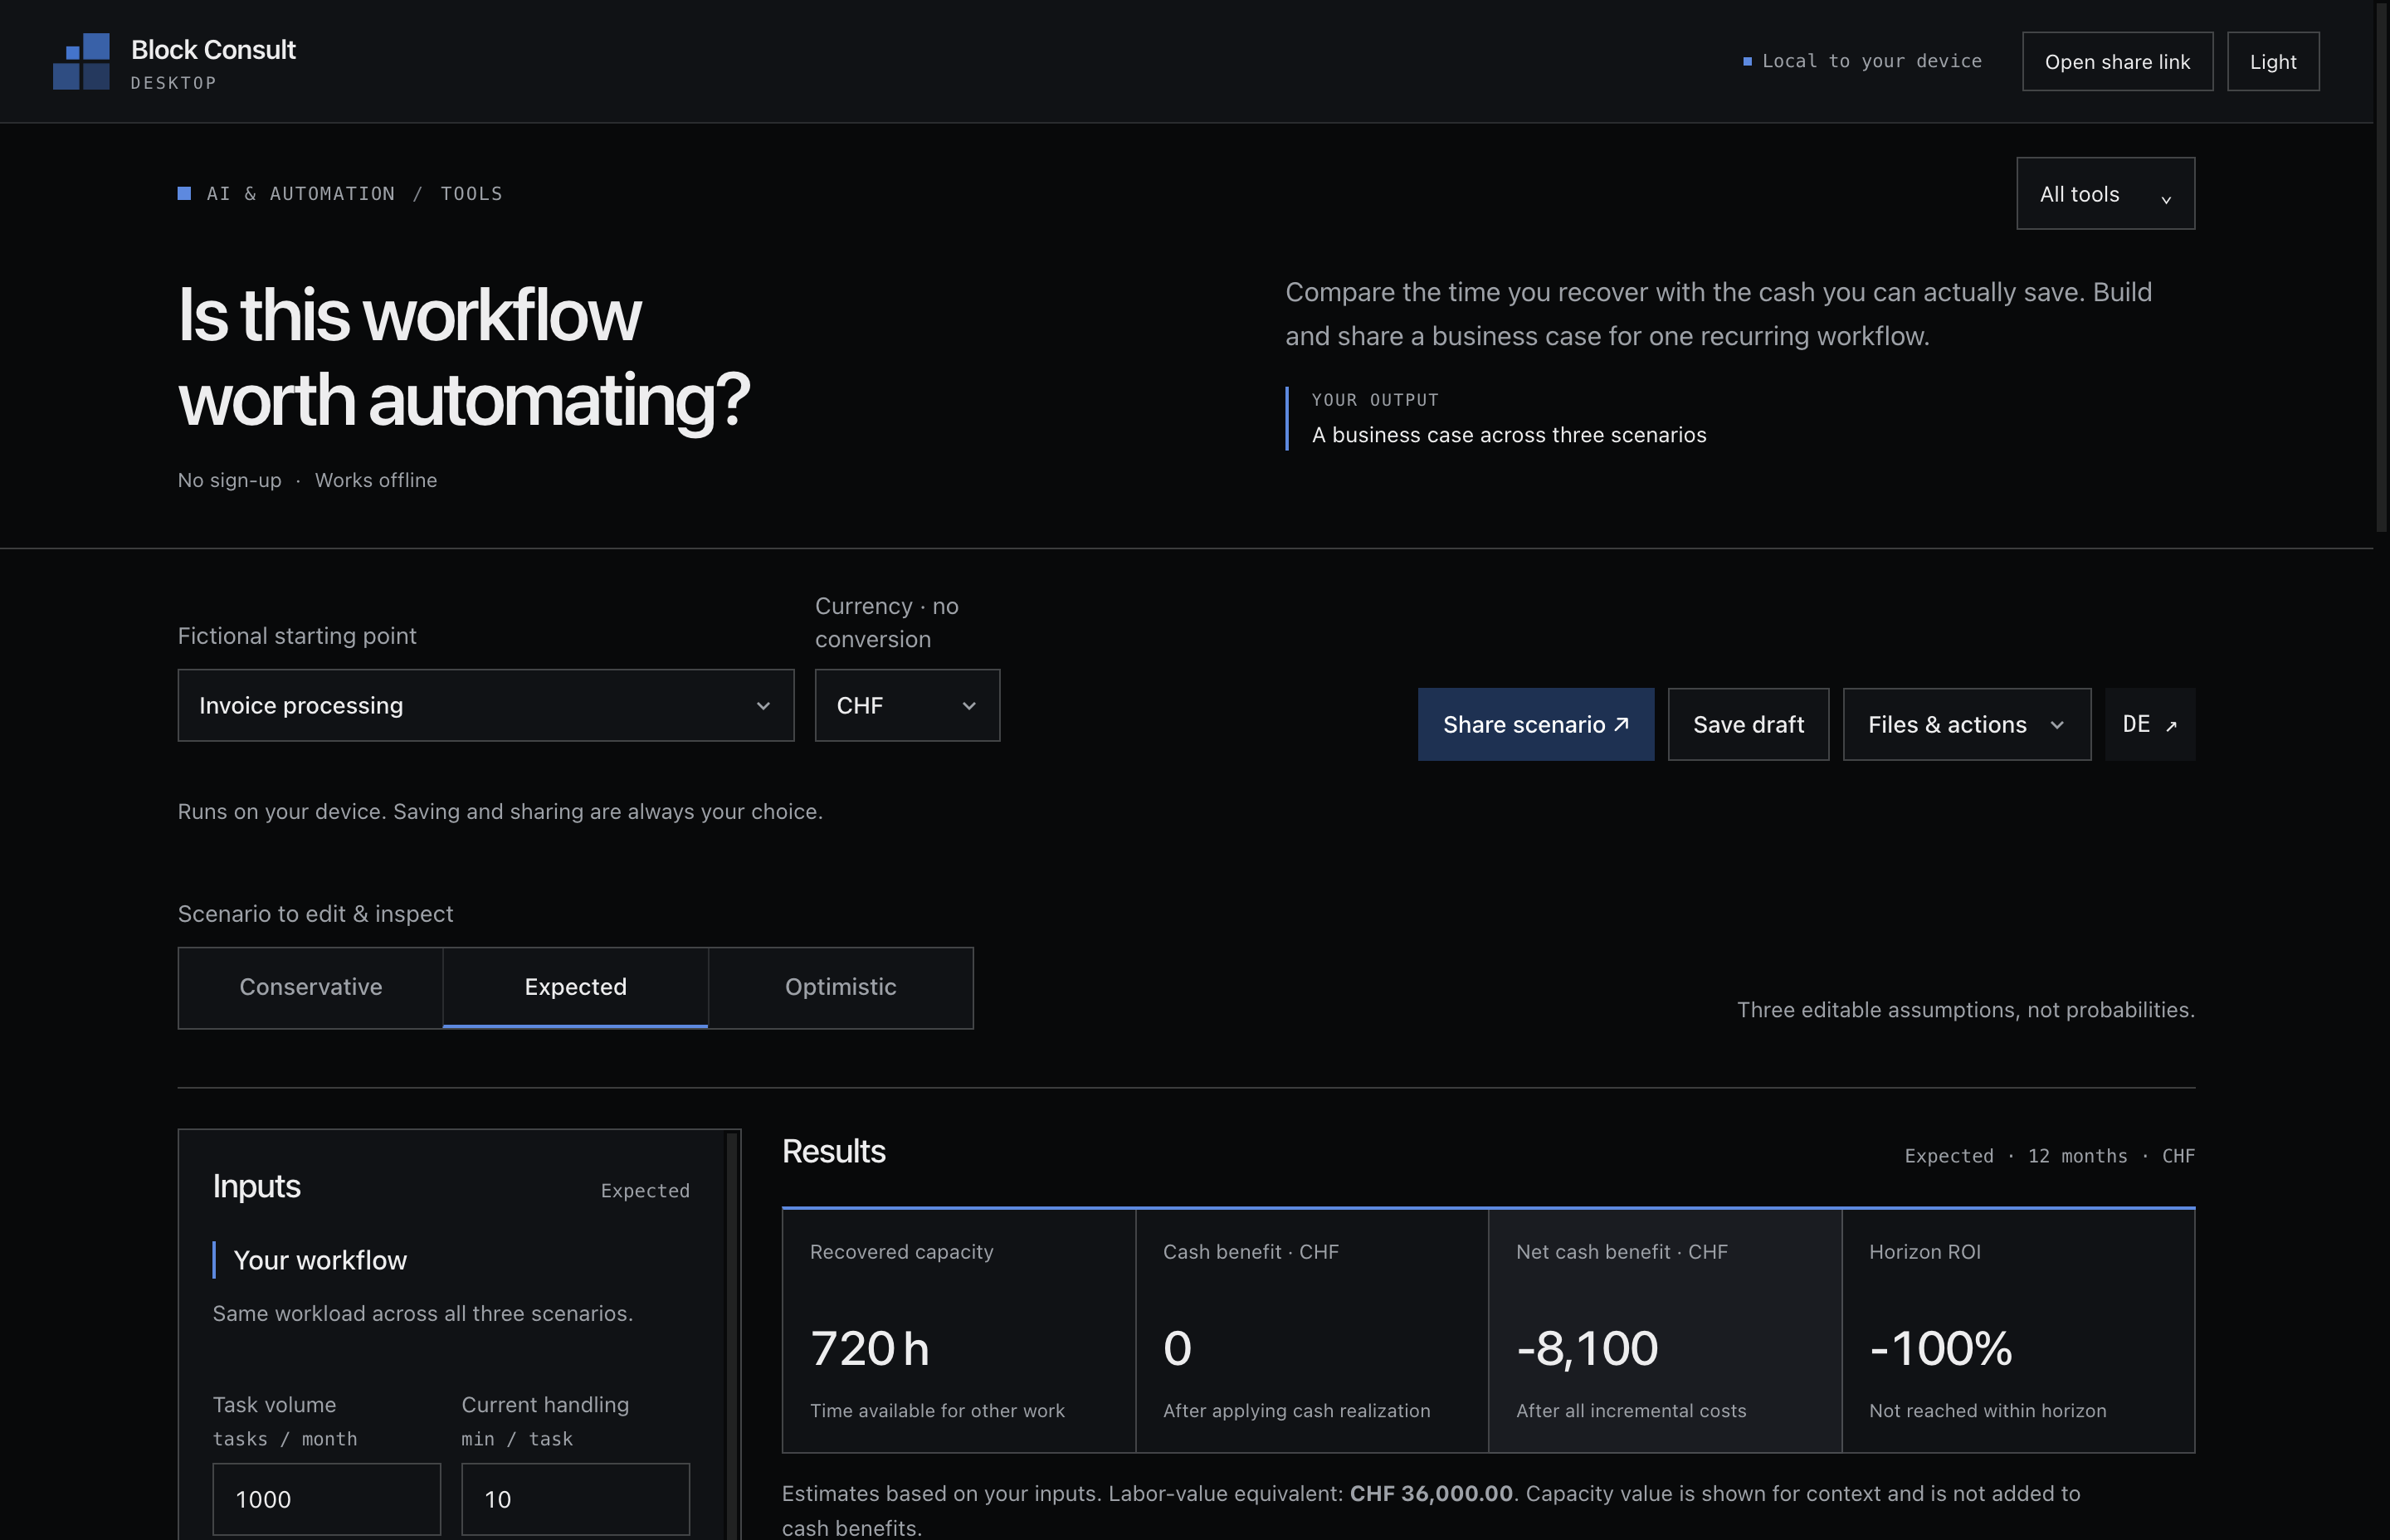 Block Consult
DESKTOP
Local to your device
Open share link
Light
AI & AUTOMATION / TOOLS
All tools
Is this workflow
worth automating?
No sign-up · Works offline
Compare the time you recover with the cash you can actually save. Build
and share a business case for one recurring workflow.
YOUR OUTPUT
A business case across three scenarios
Fictional starting point
Invoice processing
Currency · no
conversion
CHF
Share scenario ↗
Save draft
Files & actions
DE ↗
Runs on your device. Saving and sharing are always your choice.
Scenario to edit & inspect
Conservative
Expected
Optimistic
Three editable assumptions, not probabilities.
Inputs
Expected
Your workflow
Same workload across all three scenarios.
Task volume
tasks / month
1000
Current handling
min / task
10
Results
Expected · 12 months · CHF
Recovered capacity
720 h
Time available for other work
Cash benefit · CHF
0
After applying cash realization
Net cash benefit · CHF
-8,100
After all incremental costs
Horizon ROI
-100%
Not reached within horizon
Estimates based on your inputs. Labor-value equivalent: CHF 36,000.00. Capacity value is shown for context and is not added to
cash benefits.